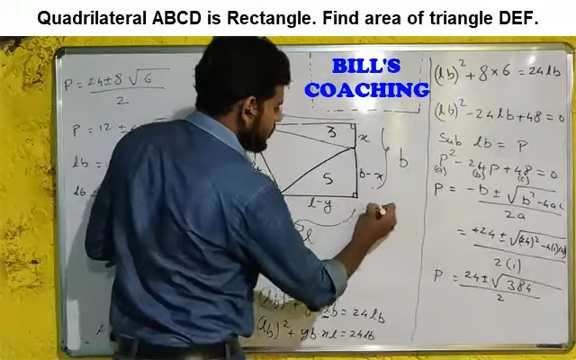 Quadrilateral ABCD is Rectangle. Find area of triangle DEF.
BILL'S
COACHING
P = 24 ± 8√6
2
P = 12 ±
lb =
lb =
3
x
b
5
b - x
l - y
l
(lb)² + 8 × 6 = 24lb
(lb)² - 24lb + 48 = 0
Sub lb = P
P² - 24P + 48 = 0
(a) (b) (c)
P = -b ± √b² - 4ac
2a
= +24 ± √(24)² - 4(1)(48)
2(1)
P = 24 ± √384
2
= 24lb
(lb)² + yb·xl = 24lb